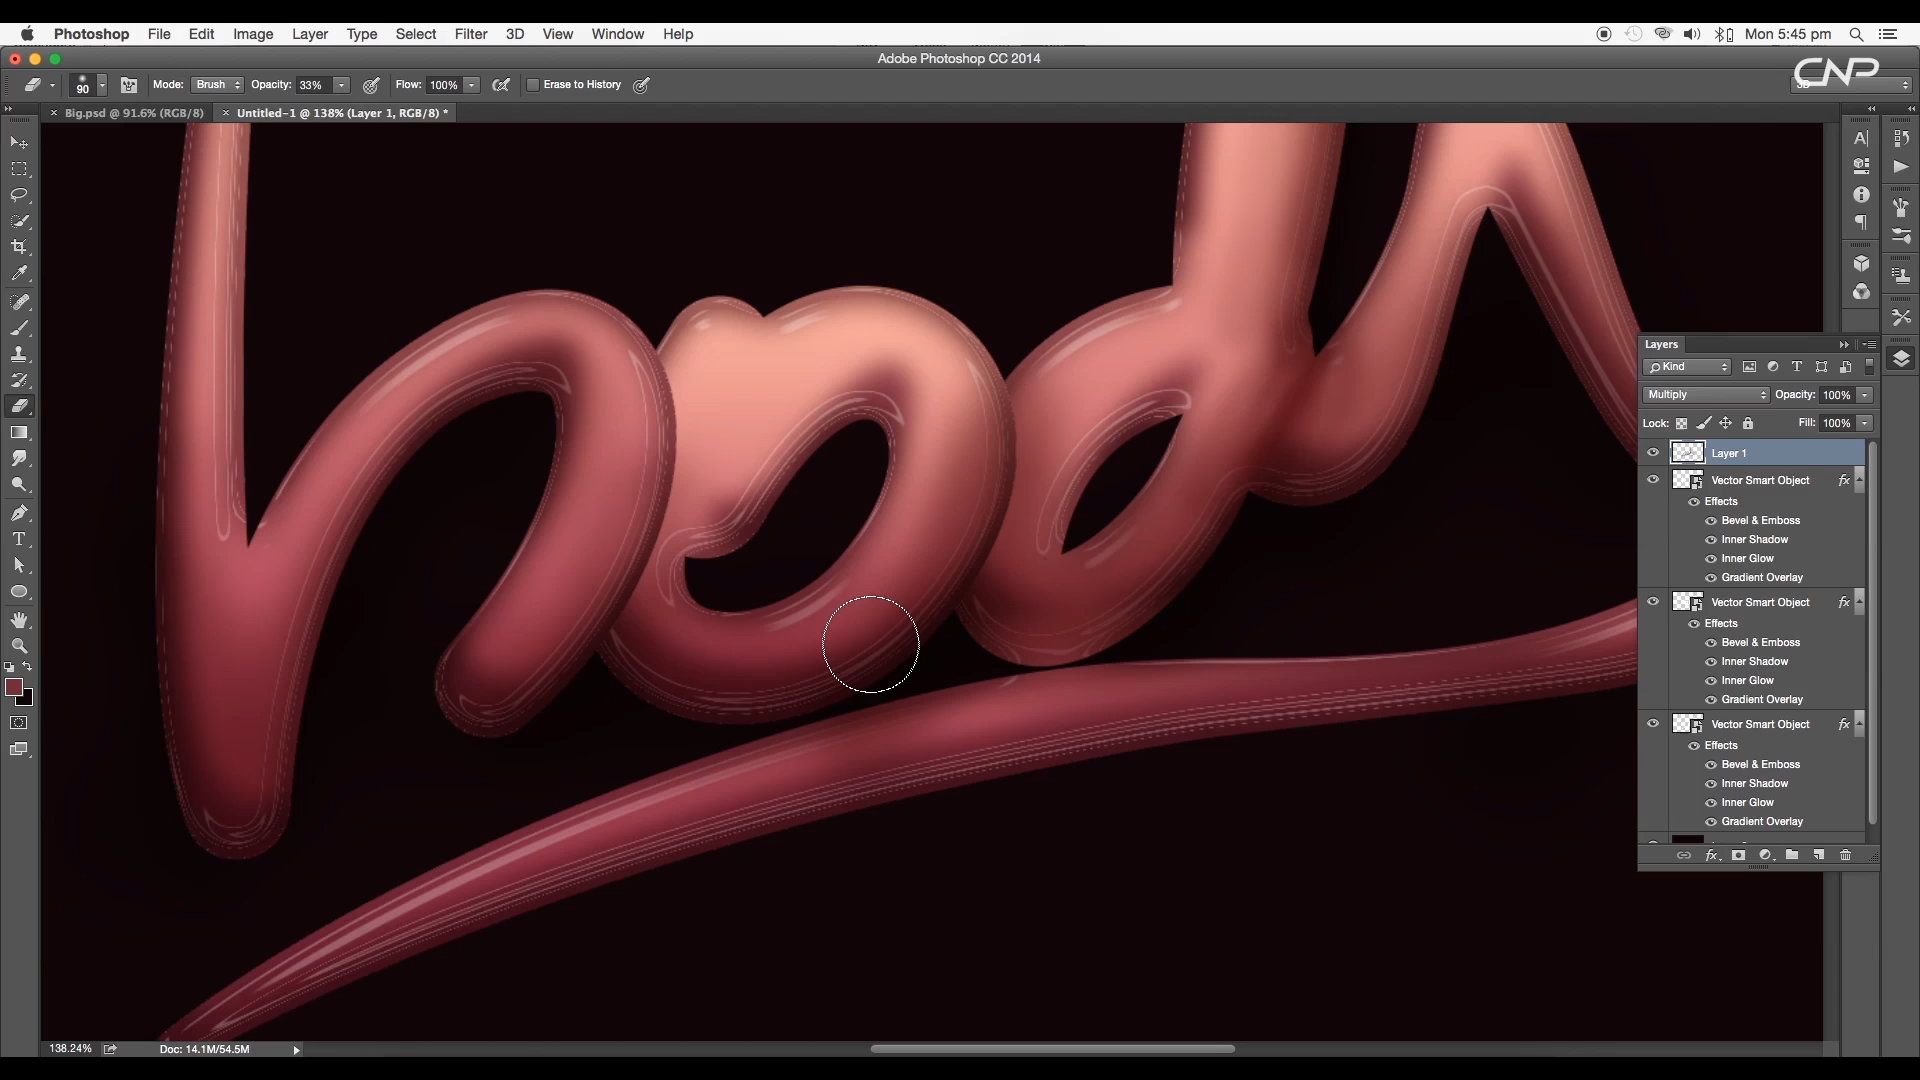 Photoshop File Edit Image Layer Type Select Filter 3D View Window Help Mon 5:45 pm
Adobe Photoshop CC 2014
90 Mode: Brush Opacity: 33% Flow: 100% Erase to History 3D
CNP
Big.psd @ 91.6% (RGB/8) Untitled-1 @ 138% (Layer 1, RGB/8) *
Layers
Kind
Multiply Opacity: 100%
Lock: Fill: 100%
Layer 1
Vector Smart Object fx
Effects
Bevel & Emboss
Inner Shadow
Inner Glow
Gradient Overlay
Vector Smart Object fx
Effects
Bevel & Emboss
Inner Shadow
Inner Glow
Gradient Overlay
Vector Smart Object fx
Effects
Bevel & Emboss
Inner Shadow
Inner Glow
Gradient Overlay
138.24% Doc: 14.1M/54.5M